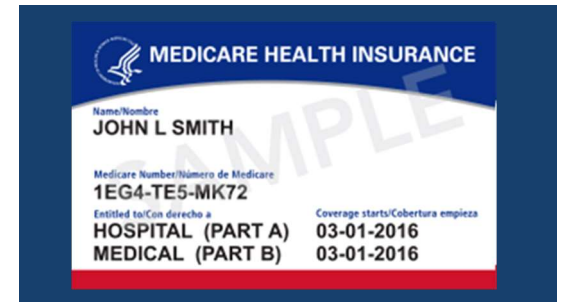 MEDICARE HEALTH INSURANCE
Name/Nombre
JOHN L SMITH
SAMPLE
Medicare Number/Número de Medicare
1EG4-TE5-MK72
Entitled to/Con derecho a Coverage starts/Cobertura empieza
HOSPITAL (PART A) 03-01-2016
MEDICAL (PART B) 03-01-2016